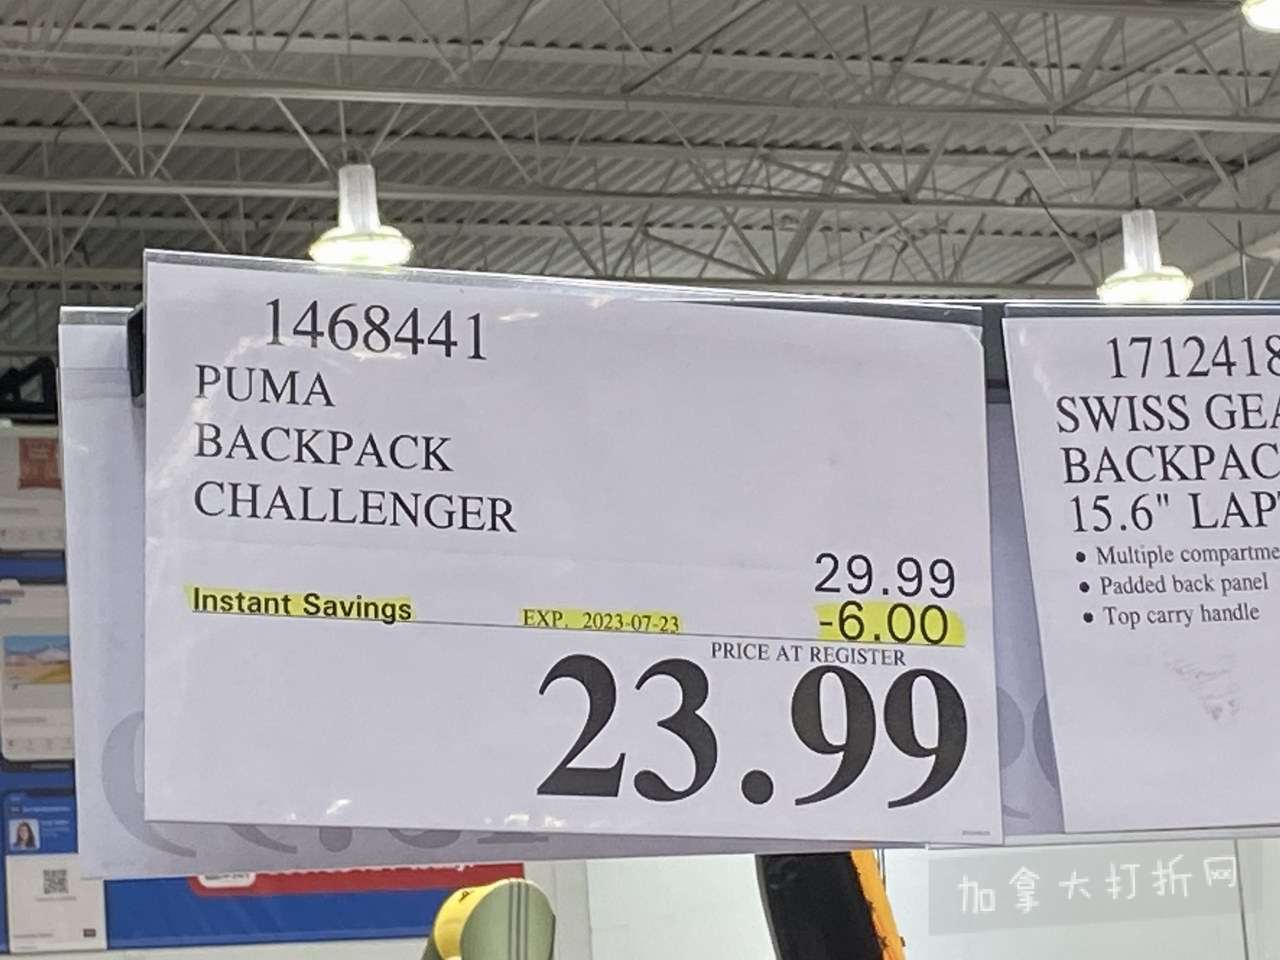 1468441
PUMA
BACKPACK
CHALLENGER
29.99
Instant Savings EXP. 2023-07-23 -6.00
PRICE AT REGISTER
23.99
1712418
SWISS GEA
BACKPAC
15.6" LAP
• Multiple compartme
• Padded back panel
• Top carry handle
加拿大打折网